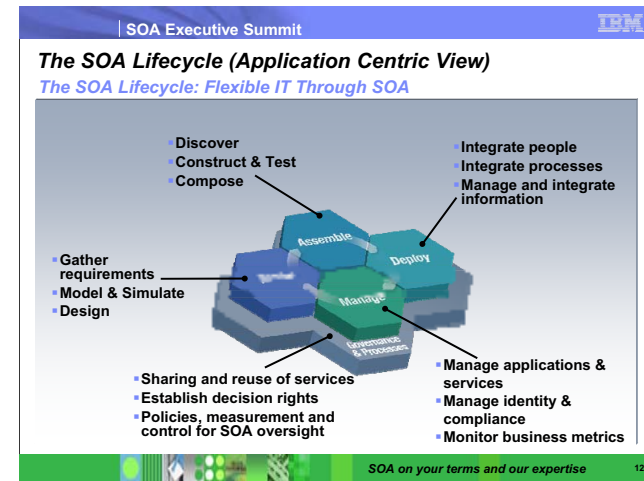 SOA Executive Summit
IBM
The SOA Lifecycle (Application Centric View)
The SOA Lifecycle: Flexible IT Through SOA
Discover
Construct & Test
Compose
Integrate people
Integrate processes
Manage and integrate
information
Assemble
Deploy
Manage
Governance
& Processes
Gather
requirements
Model & Simulate
Design
Sharing and reuse of services
Establish decision rights
Policies, measurement and
control for SOA oversight
Manage applications &
services
Manage identity &
compliance
Monitor business metrics
SOA on your terms and our expertise
12